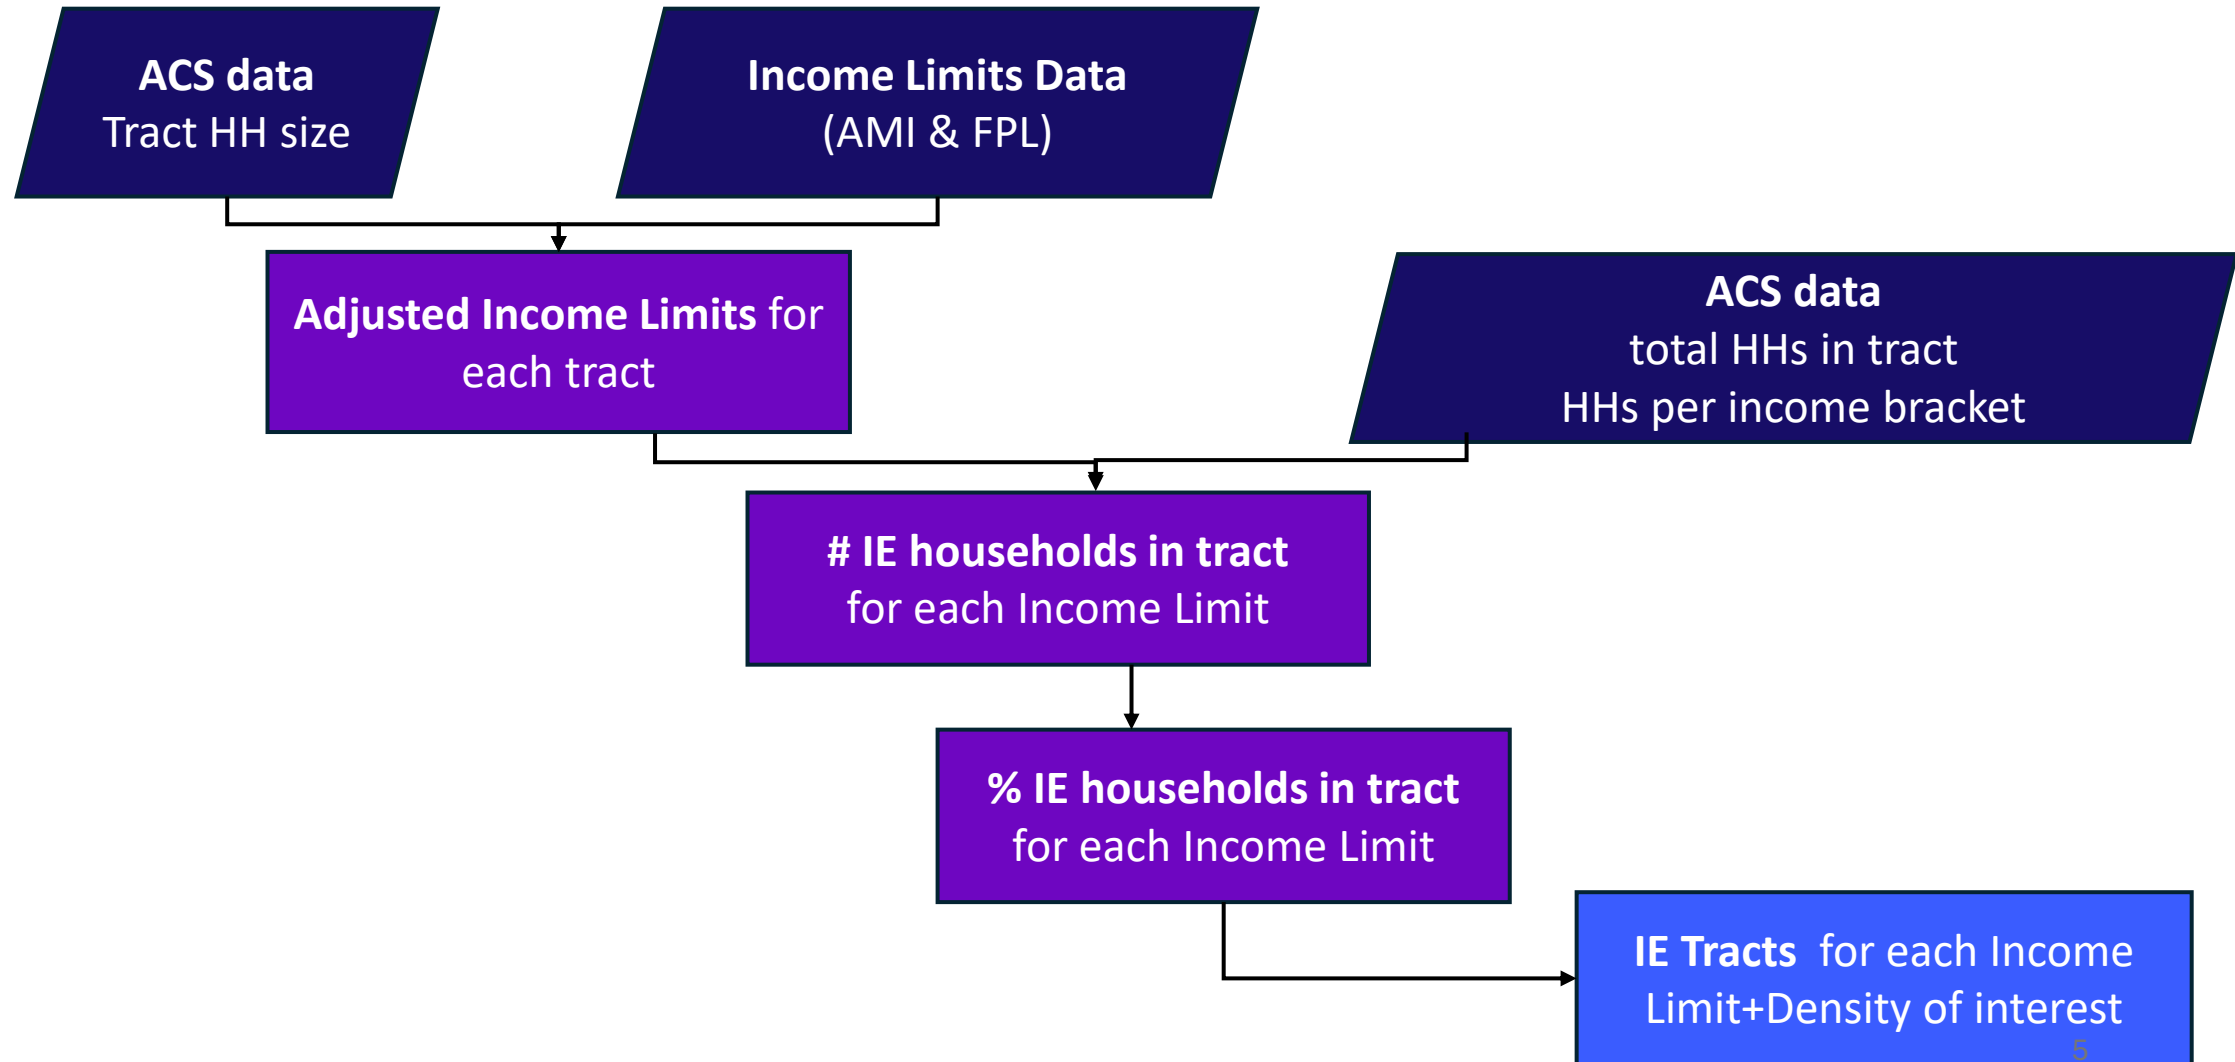 ACS data
Tract HH size
Income Limits Data
(AMI & FPL)
Adjusted Income Limits for
each tract
ACS data
total HHs in tract
HHs per income bracket
# IE households in tract
for each Income Limit
% IE households in tract
for each Income Limit
IE Tracts for each Income
Limit+Density of interest
5